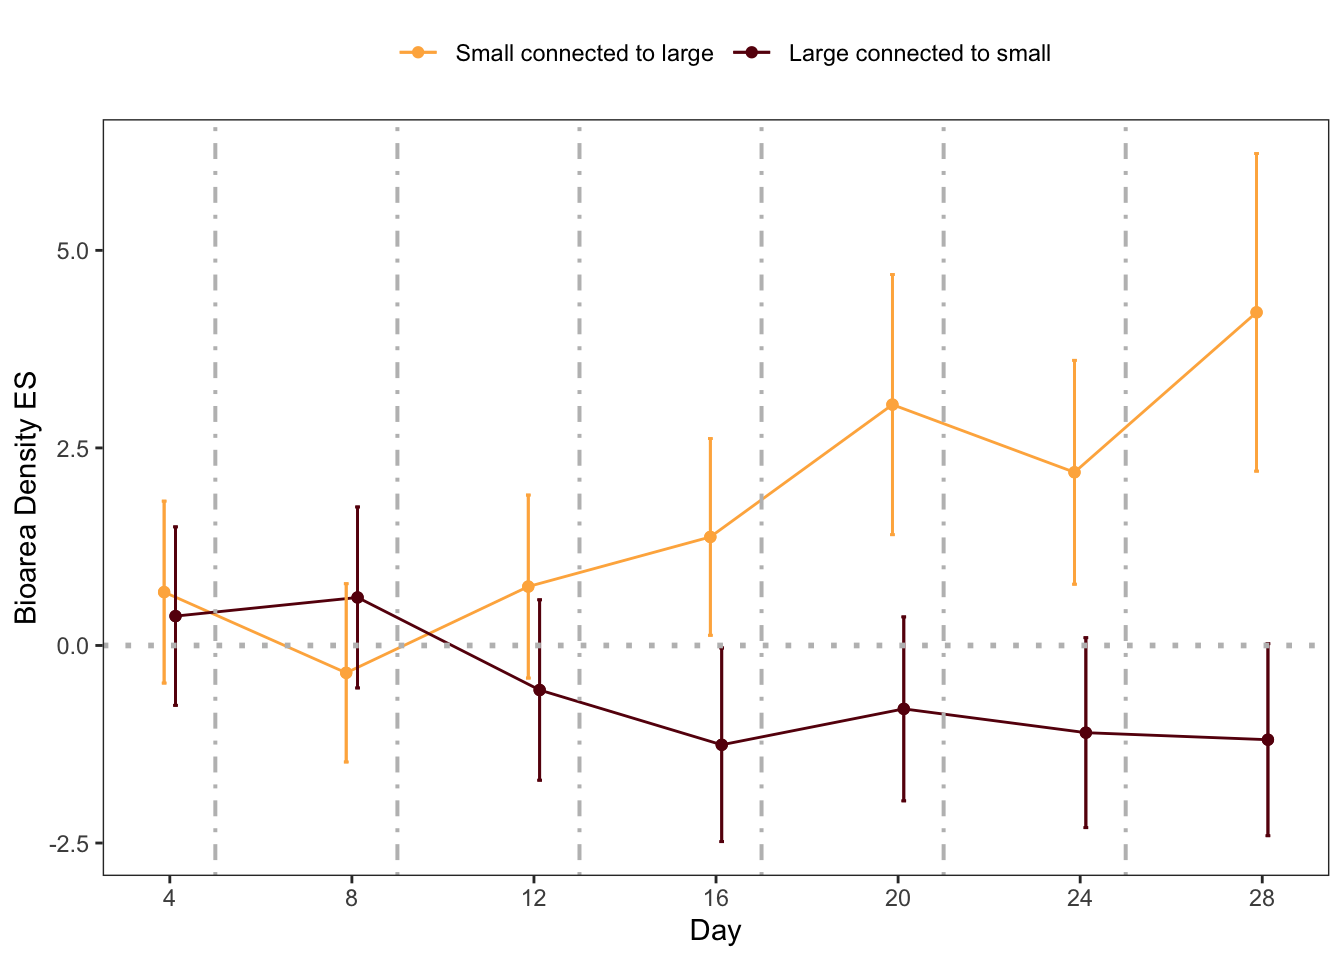 Small connected to large Large connected to small
Bioarea Density ES
5.0
2.5
0.0
-2.5
4 8 12 16 20 24 28
Day